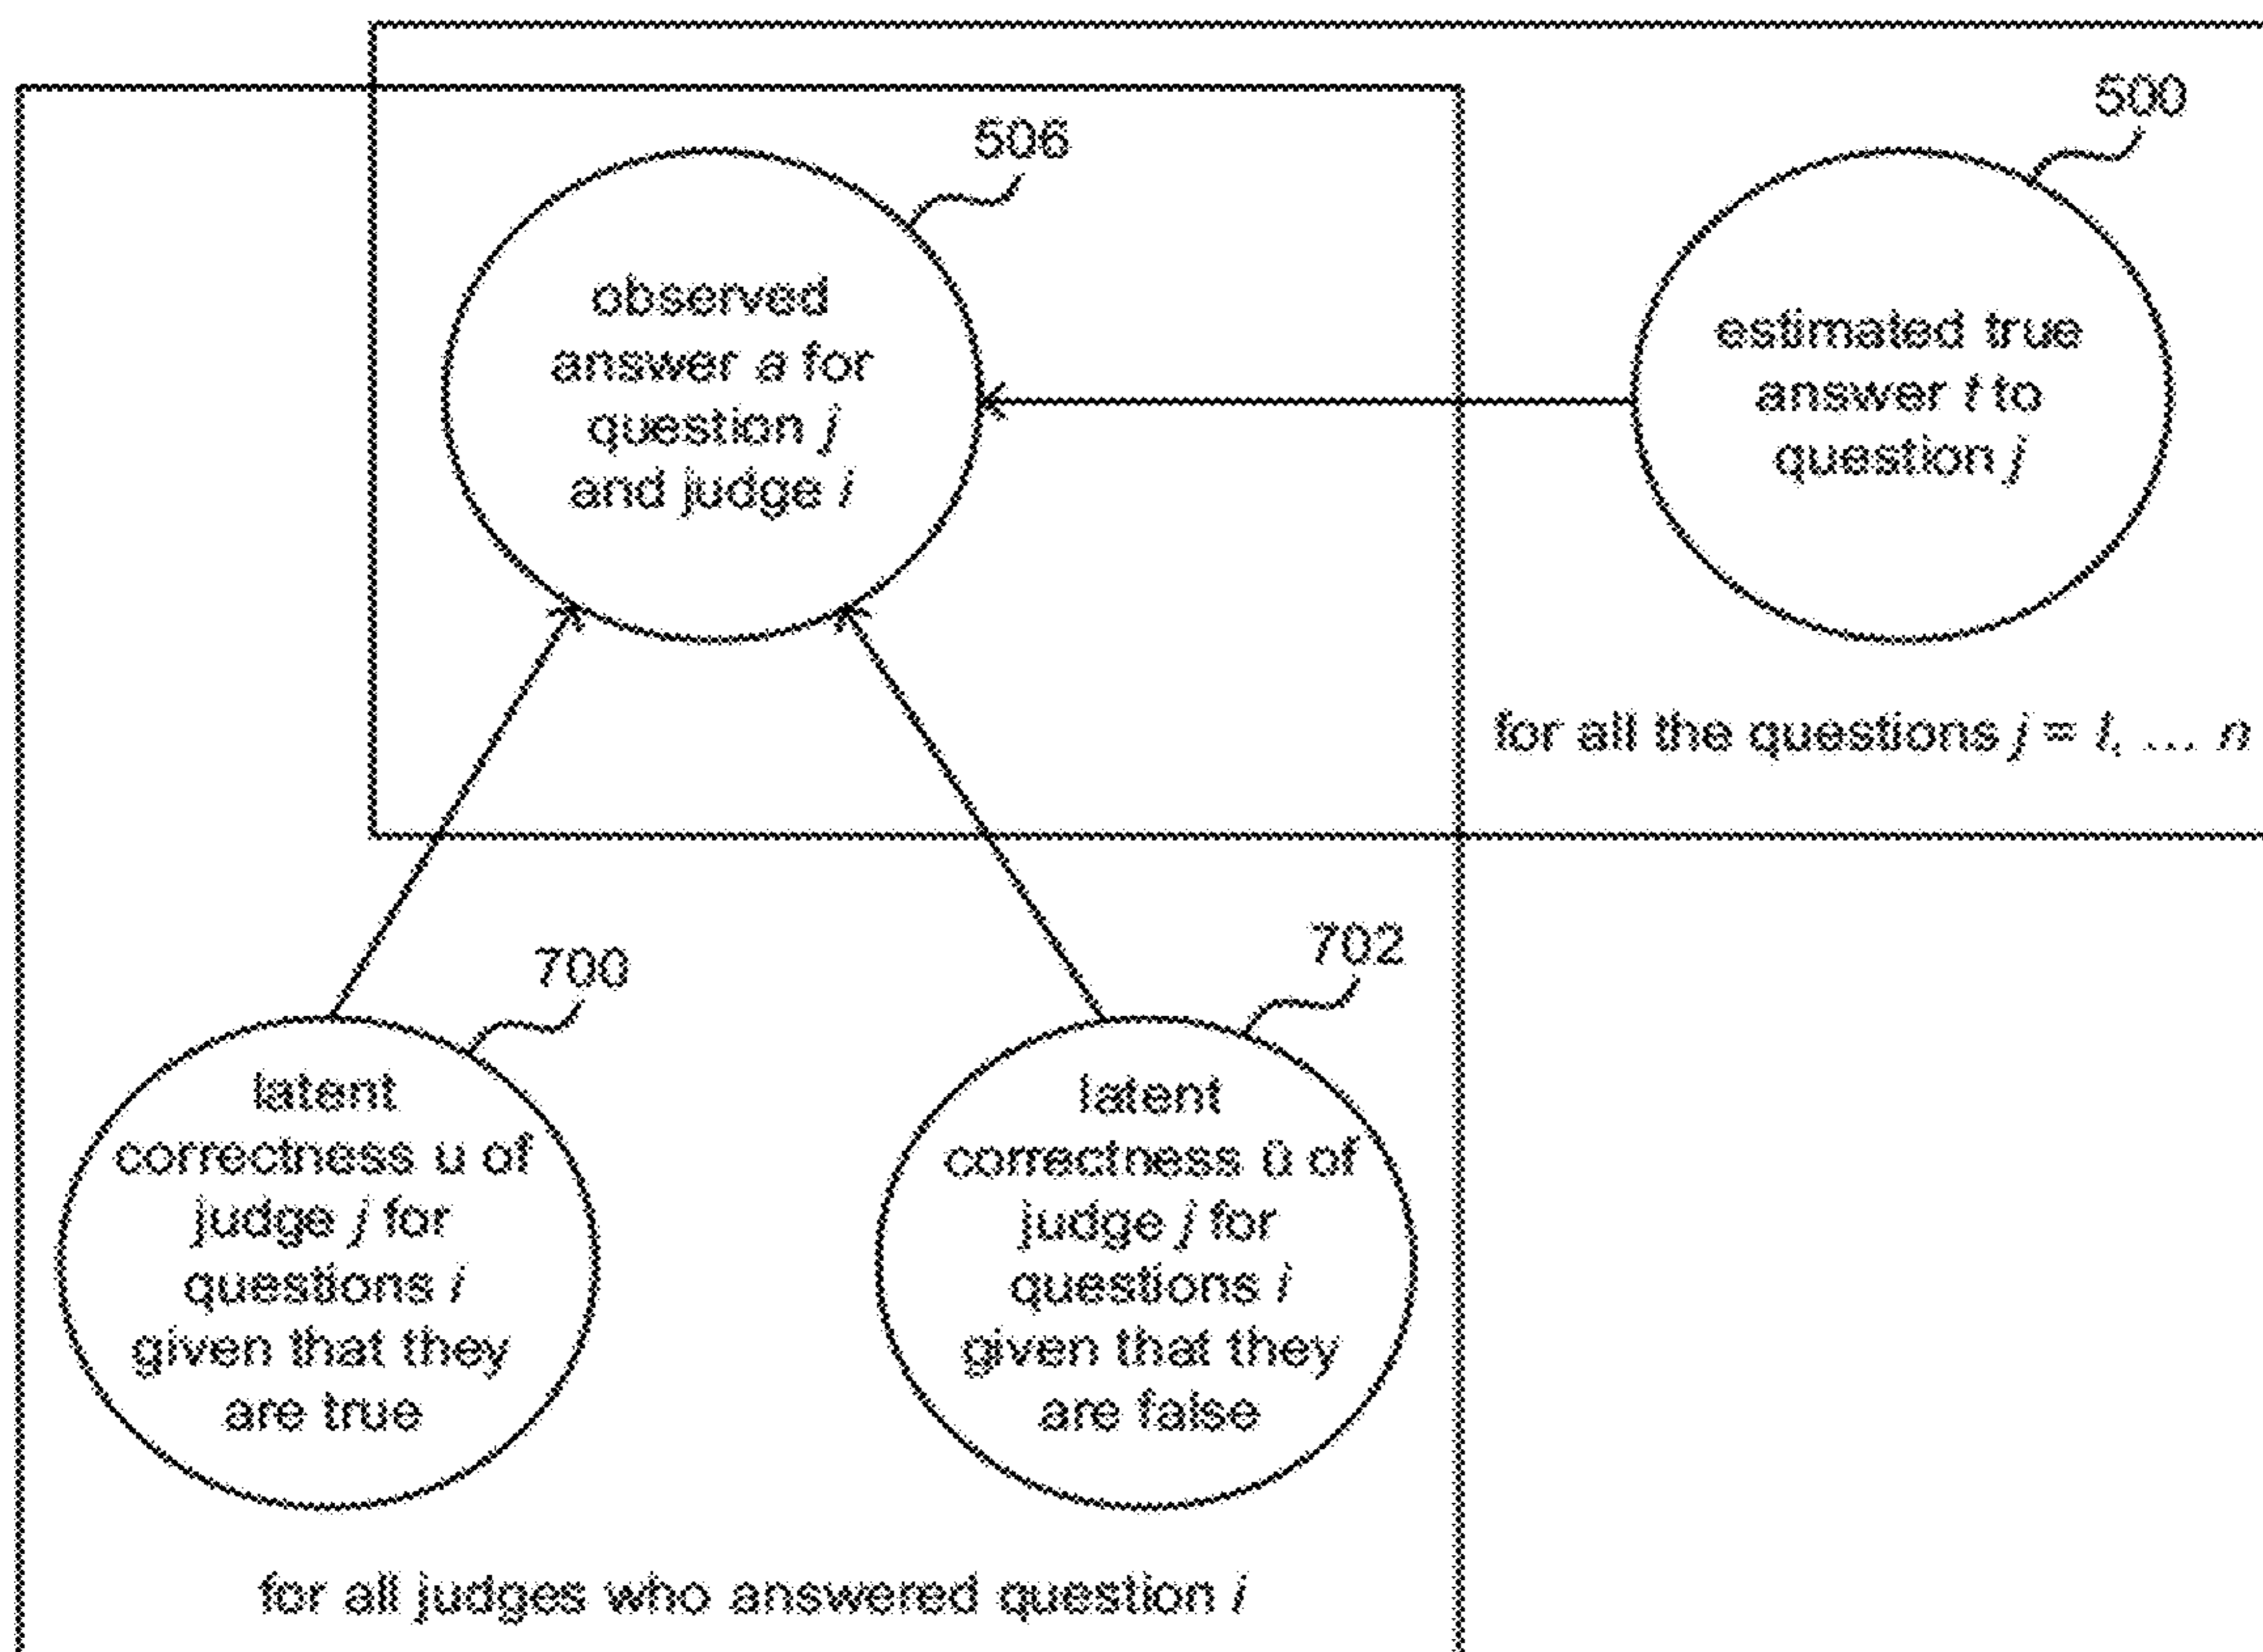 500
506
observed
answer a for
question j
and judge i
estimated true
answer t to
question j
for all the questions j = l, ... n
700
702
latent
correctness u of
judge j for
questions i
given that they
are true
latent
correctness ū of
judge j for
questions i
given that they
are false
for all judges who answered question i